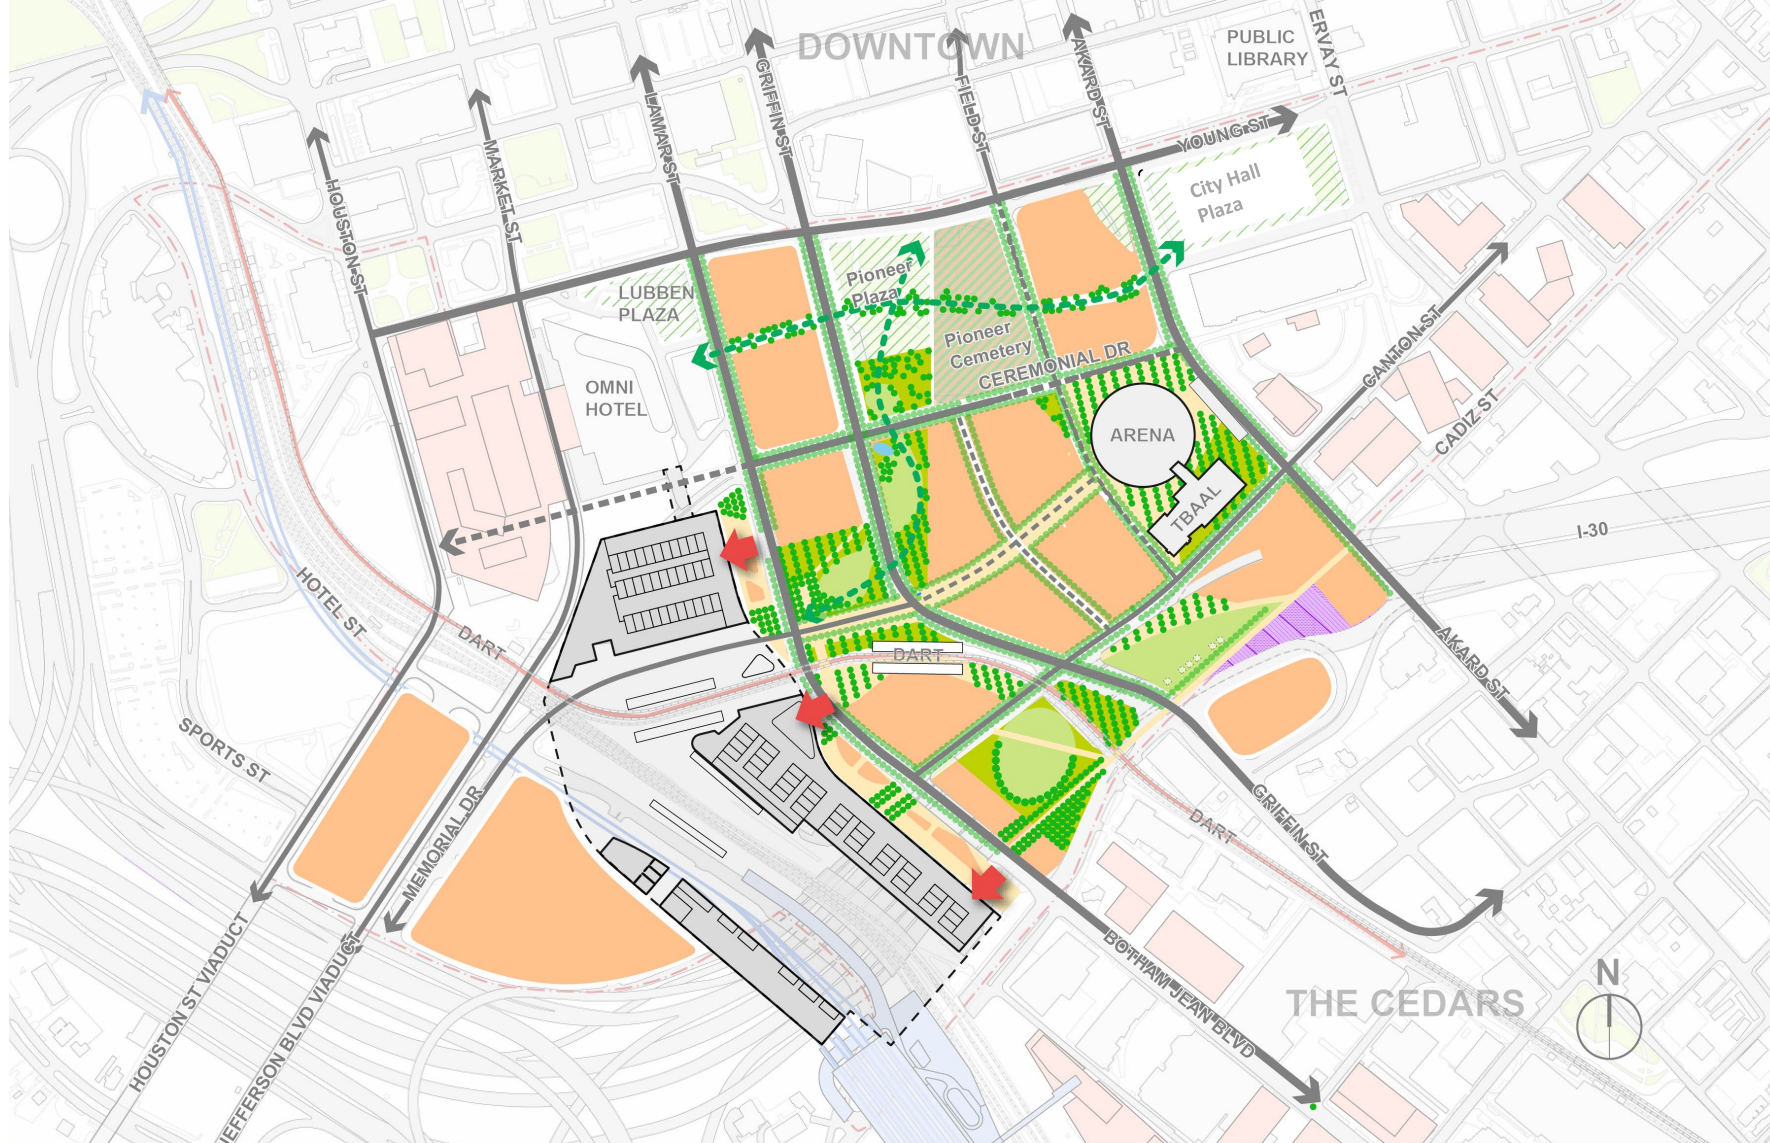 DOWNTOWN
PUBLIC
LIBRARY
ERVAY ST
LAMAR ST
GRIFFIN ST
FIELD ST
AKARD ST
YOUNG ST
MARKET ST
HOUSTON ST
City Hall
Plaza
Pioneer
Plaza
LUBBEN
PLAZA
Pioneer
Cemetery
CEREMONIAL DR
CANTON ST
CADIZ ST
OMNI
HOTEL
ARENA
TBAAL
I-30
HOTEL ST
DART
DART
SPORTS ST
AKARD ST
MEMORIAL DR
GRIFFIN ST
DART
HOUSTON ST VIADUCT
JEFFERSON BLVD VIADUCT
BOTHAM JEAN BLVD
THE CEDARS
N